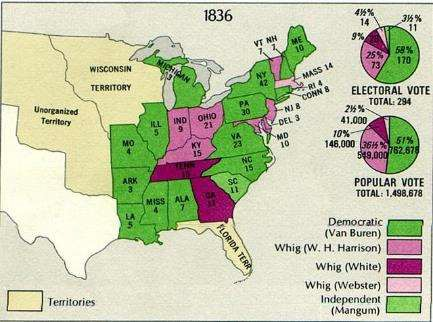 1836
WISCONSIN
TERRITORY
Unorganized
Territory
MICHIGAN
3
VT NH
7 7
ME
10
NY
42
MASS 14
RI 4
CONN 8
NJ 8
DEL 3
MD
10
PA
30
OHIO
21
IND
9
ILL
5
VA
23
KY
15
MO
4
TENN
15
NC
15
SC
11
ARK
3
MISS
4
ALA
7
GA
11
LA
5
FLORIDA TERR
4½%
14
3½%
11
9%
25%
73
58%
170
ELECTORAL VOTE
TOTAL: 294
2½%
41,000
10%
146,000
36½%
549,000
51%
762,678
POPULAR VOTE
TOTAL: 1,498,678
Democratic
(Van Buren)
Whig (W. H. Harrison)
Whig (White)
Whig (Webster)
Independent
(Mangum)
Territories